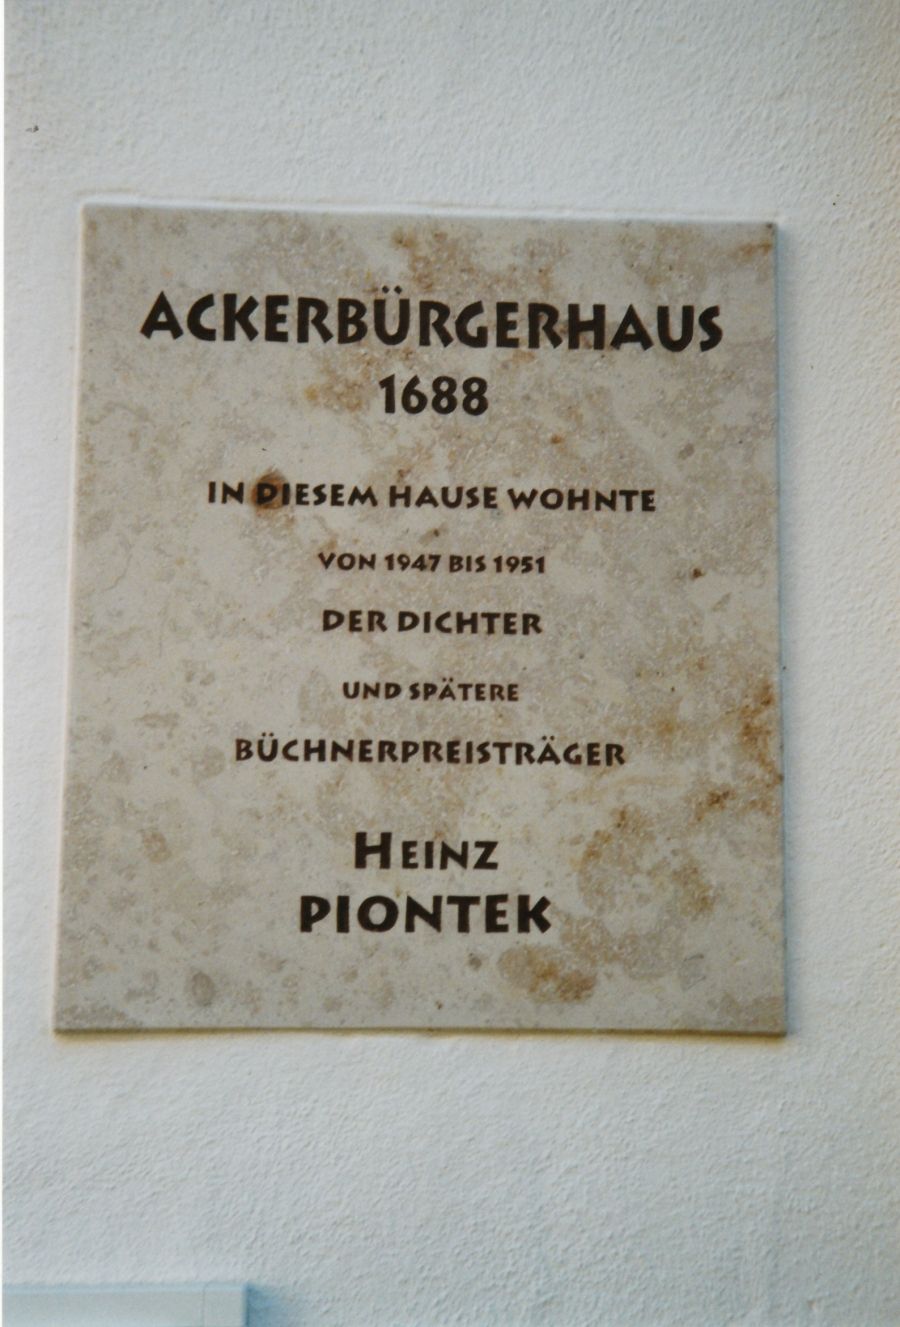 ACKERBÜRGERHAUS
1688
IN DIESEM HAUSE WOHNTE
VON 1947 BIS 1951
DER DICHTER
UND SPÄTERE
BÜCHNERPREISTRÄGER
HEINZ
PIONTEK